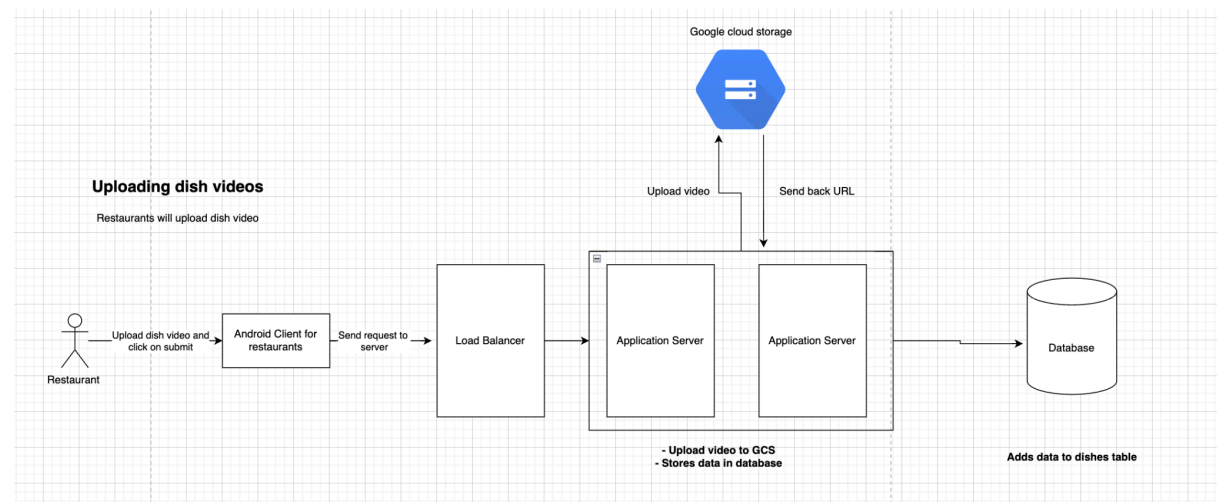 Google cloud storage
Uploading dish videos
Upload video
Send back URL
Restaurants will upload dish video
Upload dish video and
click on submit
Android Client for
restaurants
Send request to
server
Load Balancer
Application Server
Application Server
Database
Restaurant
- Upload video to GCS
- Stores data in database
Adds data to dishes table